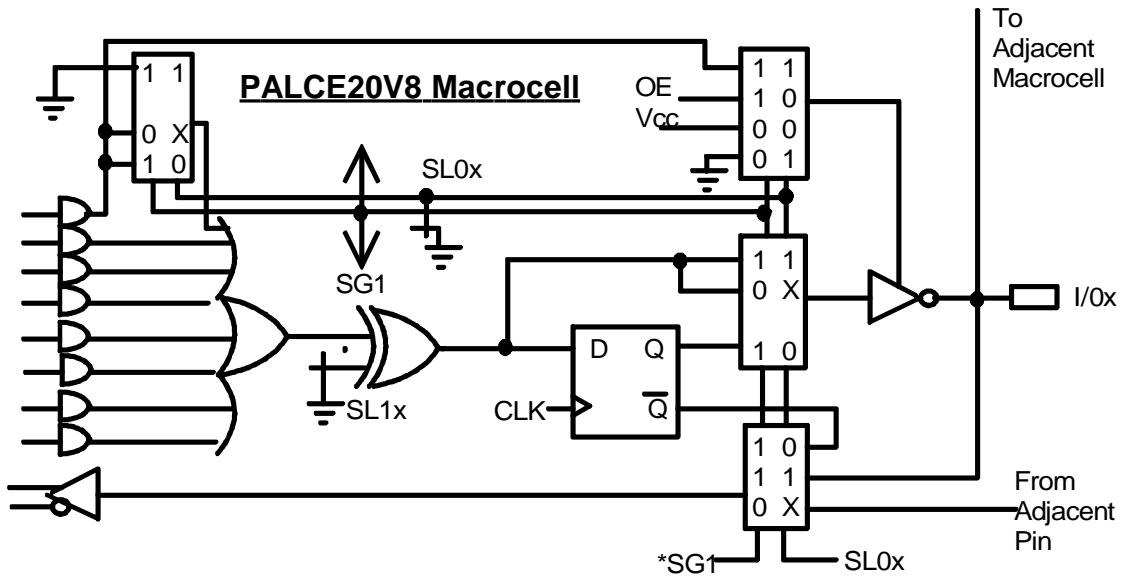 To
Adjacent
Macrocell
1 1
PALCE20V8 Macrocell
1 1
OE
1 0
Vcc
0 0
0 X
0 1
1 0
SL0x
SG1
1 1
0 X
I/0x
D Q
1 0
CLK
Q
SL1x
1 0
1 1
From
0 X
Adjacent
Pin
*SG1
SL0x